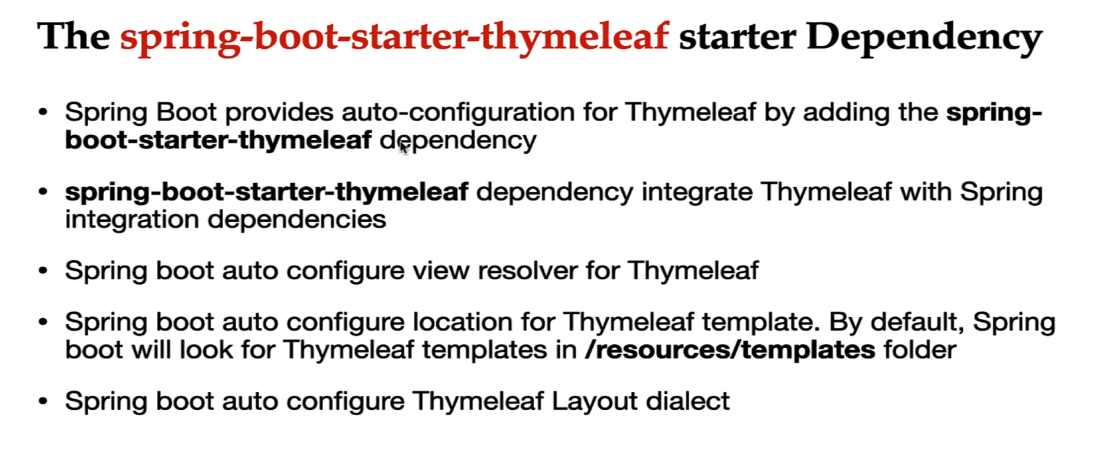 The spring-boot-starter-thymeleaf starter Dependency
• Spring Boot provides auto-configuration for Thymeleaf by adding the spring-
boot-starter-thymeleaf dependency
• spring-boot-starter-thymeleaf dependency integrate Thymeleaf with Spring
integration dependencies
• Spring boot auto configure view resolver for Thymeleaf
• Spring boot auto configure location for Thymeleaf template. By default, Spring
boot will look for Thymeleaf templates in /resources/templates folder
• Spring boot auto configure Thymeleaf Layout dialect